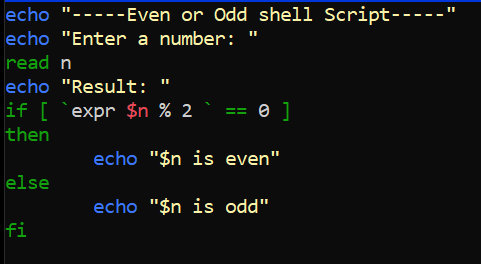 echo "-----Even or Odd shell Script-----"
echo "Enter a number: "
read n
echo "Result: "
if [ `expr $n % 2 ` == 0 ]
then
        echo "$n is even"
else
        echo "$n is odd"
fi